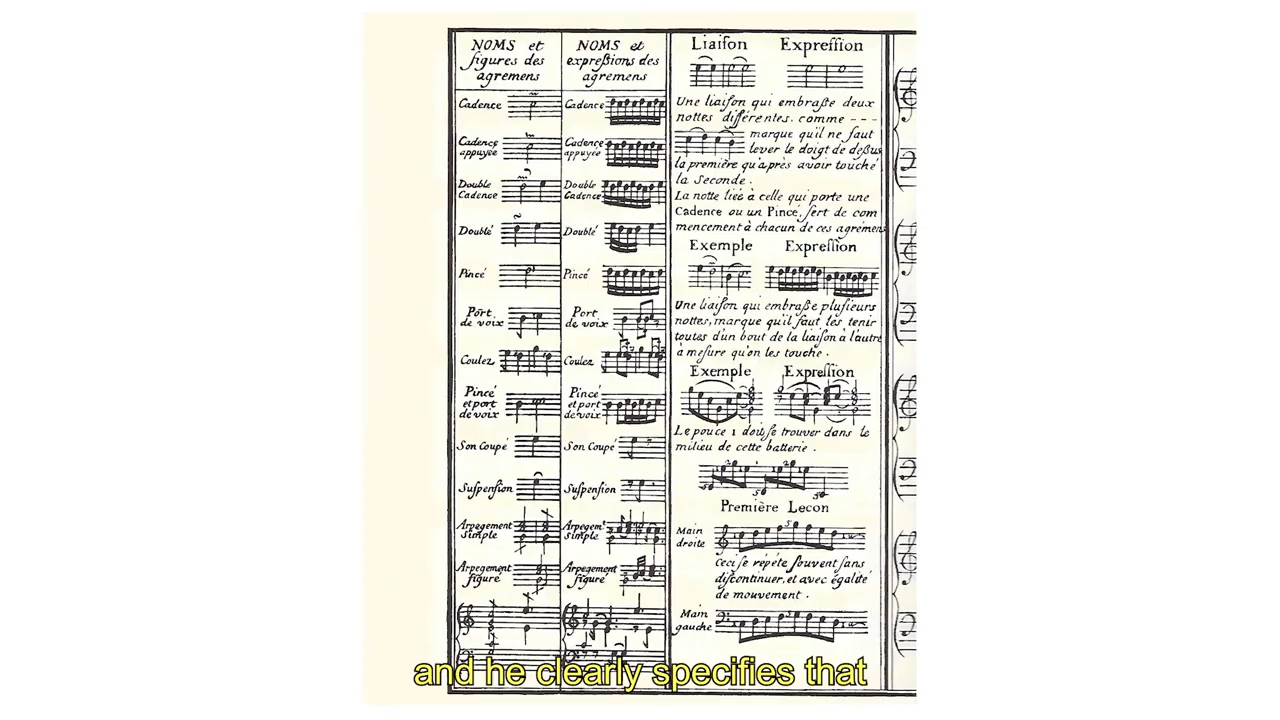 NOMS et
figures des
agremens
Cadence
Cadence
appuyée
Double
Cadence
Doublé
Pincé
Port
de voix
Coulez
Pincé
et port
de voix
Son Coupé
Suspension
Arpegement
Simple
Arpegement
figuré
NOMS et
expreßions des
agremens
Cadence
Cadence
appuyée
Double
Cadence
Doublé
Pincé
Port
de voix
Coulez
Pincé
et port
de voix
Son Coupé
Suspension
Arpegemt
Simple
Arpegement
figuré
Liaiſon Expreſſion
Une liaiſon qui embraße deux
nottes différentes. comme ---
marque qu'il ne faut
lever le doigt de deßus
la première qu'après avoir touché
la Seconde.
La notte liée à celle qui porte une
Cadence ou un Pincé, ſert de com
mencement à chacun de ces agrémens
Exemple Expreſſion
Une liaiſon qui embraße pluſieurs
nottes, marque qu'il faut les tenir
toutes d'un bout de la liaiſon à l'autre
à meſure qu'on les touche.
Exemple Expreſſion
Le pouce 1 doit ſe trouver dans le
milieu de cette batterie.
Première Lecon
Main
droite
Ceci ſe répéte ſouvent ſans
diſcontinuer, et avec égalité
de mouvement.
Main
gauche
and he clearly specifies that